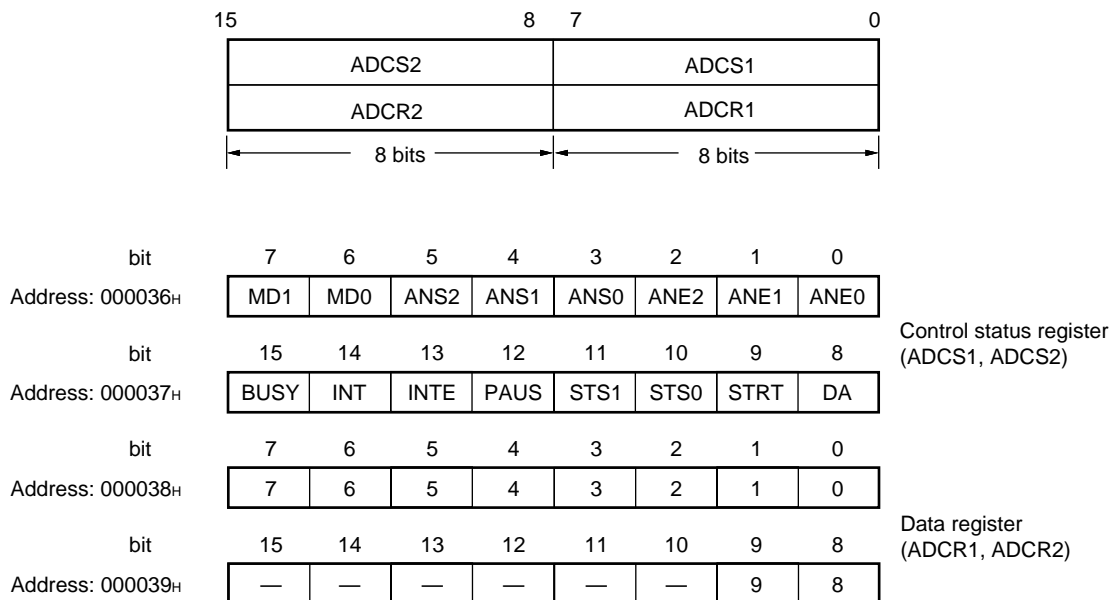 15 8 7 0
ADCS2 ADCS1
ADCR2 ADCR1
8 bits 8 bits
bit 7 6 5 4 3 2 1 0
Address: 000036H MD1 MD0 ANS2 ANS1 ANS0 ANE2 ANE1 ANE0
Control status register
(ADCS1, ADCS2)
bit 15 14 13 12 11 10 9 8
Address: 000037H BUSY INT INTE PAUS STS1 STS0 STRT DA
bit 7 6 5 4 3 2 1 0
Address: 000038H 7 6 5 4 3 2 1 0
Data register
(ADCR1, ADCR2)
bit 15 14 13 12 11 10 9 8
Address: 000039H — — — — — — 9 8